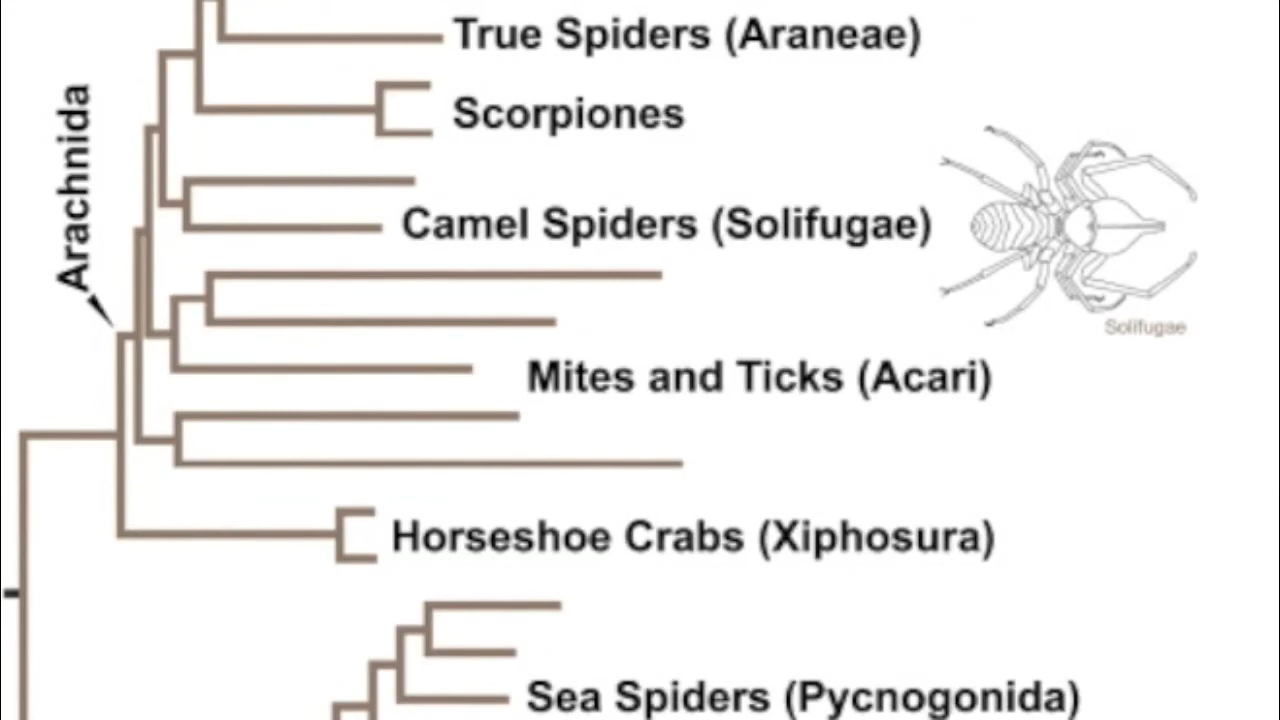 True Spiders (Araneae)
Arachnida
Scorpiones
Camel Spiders (Solifugae)
Solifugae
Mites and Ticks (Acari)
Horseshoe Crabs (Xiphosura)
Sea Spiders (Pycnogonida)